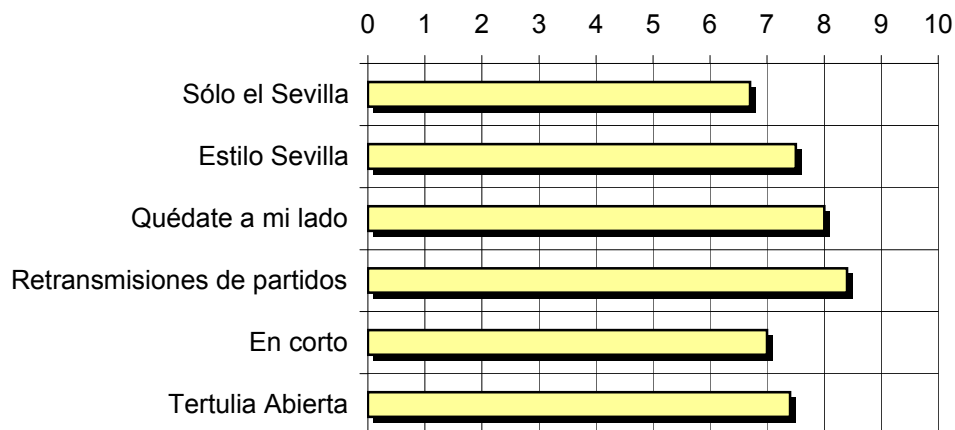 0 1 2 3 4 5 6 7 8 9 10
Sólo el Sevilla
Estilo Sevilla
Quédate a mi lado
Retransmisiones de partidos
En corto
Tertulia Abierta